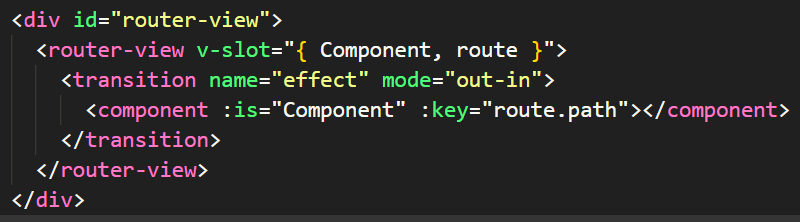 <div id="router-view">
<router-view v-slot="{ Component, route }">
<transition name="effect" mode="out-in">
<component :is="Component" :key="route.path"></component>
</transition>
</router-view>
</div>